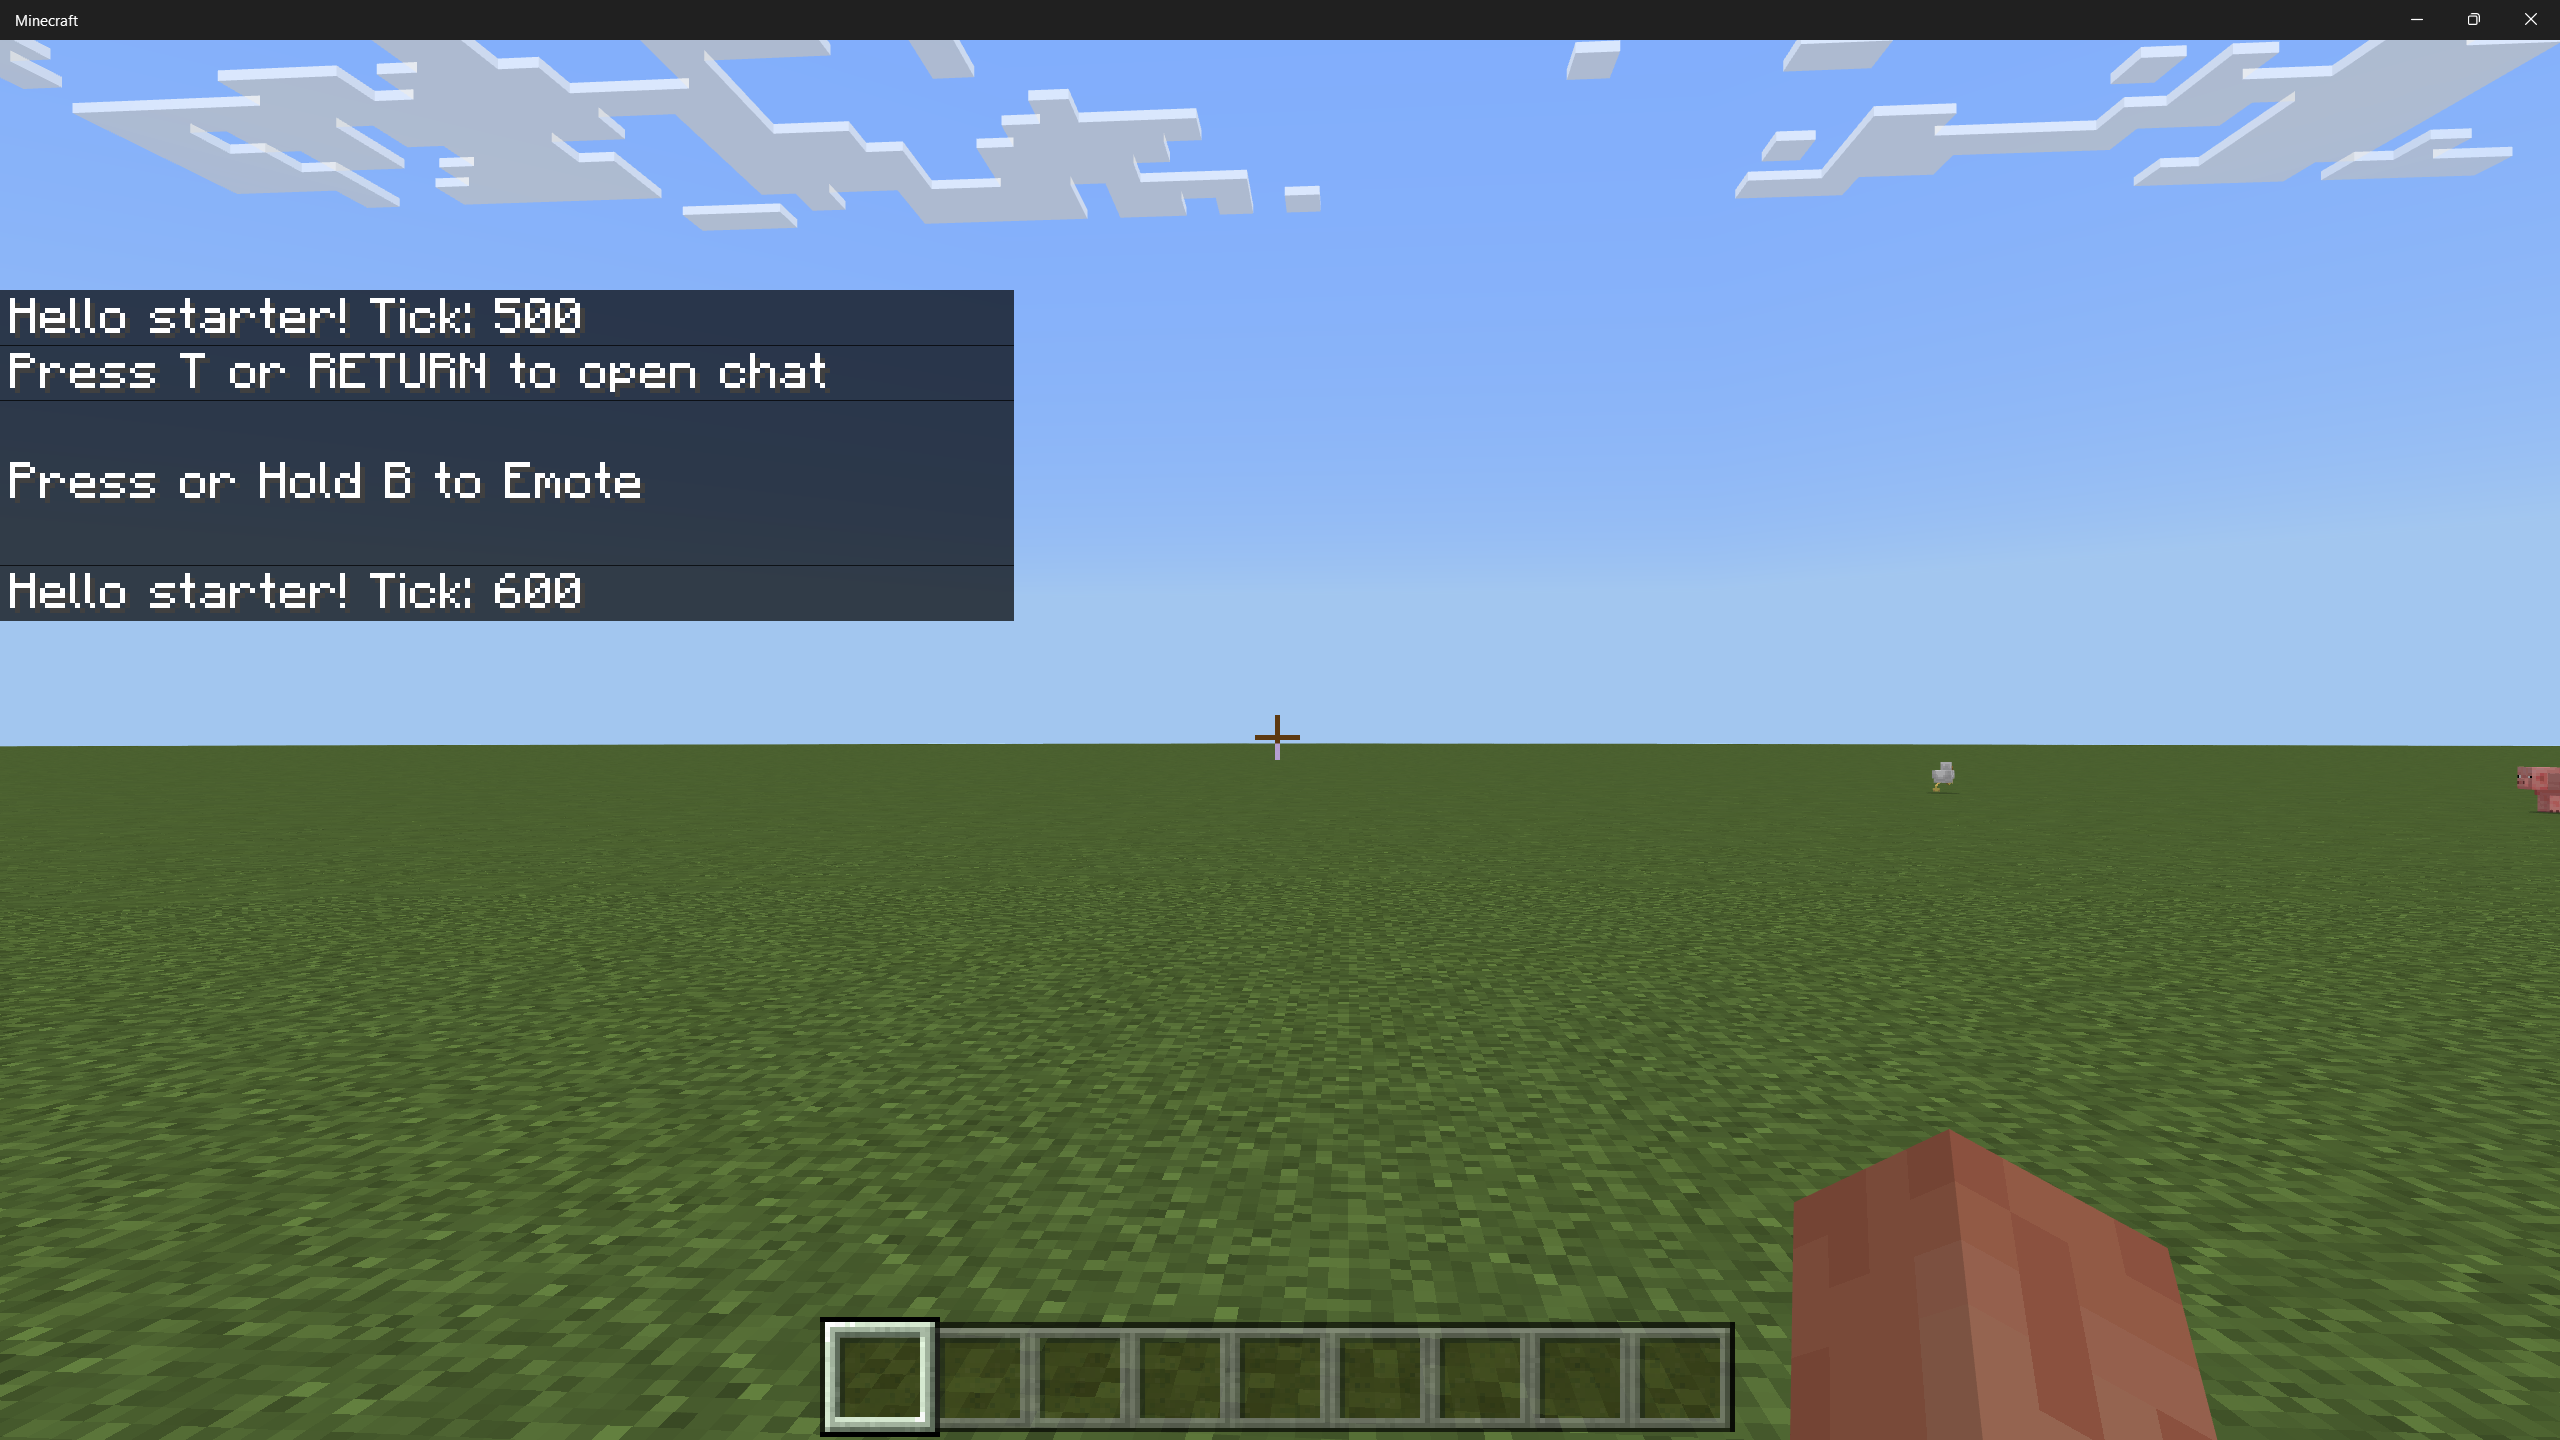 Minecraft
Hello starter! Tick: 500
Press T or RETURN to open chat
Press or Hold B to Emote
Hello starter! Tick: 600